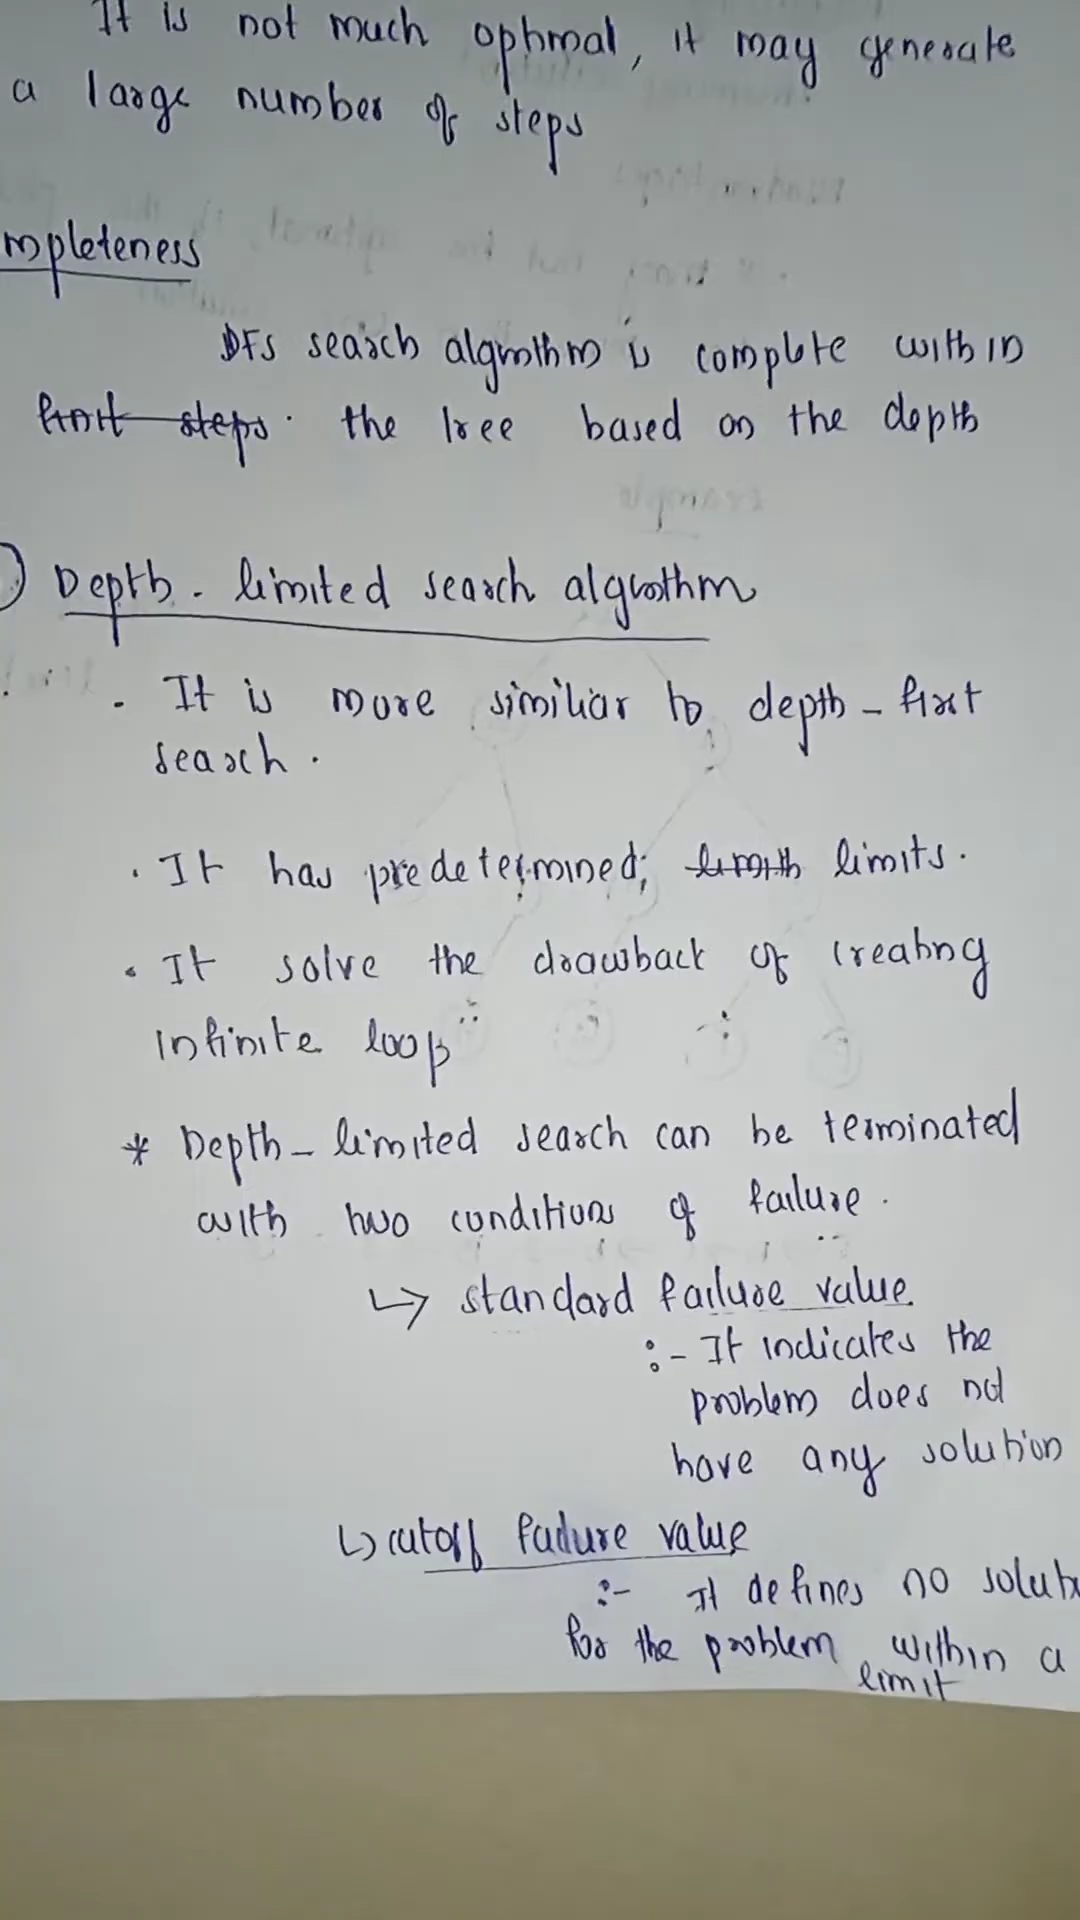 It is not much optimal, it may generate
a large number of steps
mpleteness
DFS search algorithm is complete within
finit steps. the tree based on the depth
) Depth - limited search algorithm
. It is more similiar to depth - first
search.
. It has predetermined, limith limits.
. It solve the drawback of creating
infinite loop
* Depth - limited search can be terminated
with two conditions of failure.
↳ standard failure value
:- It indicates the
problem does not
have any solution
↳ cutoff failure value
:- It defines no soluti
for the problem within a
limit